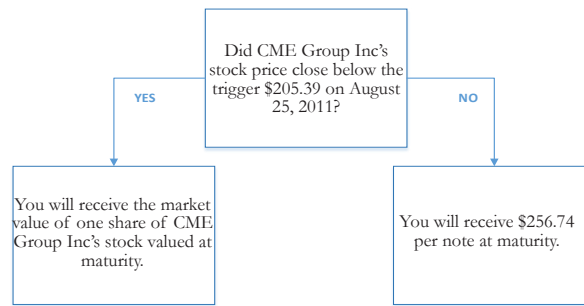 Did CME Group Inc's
stock price close below the
trigger $205.39 on August
25, 2011?
YES
NO
You will receive the market
value of one share of CME
Group Inc's stock valued at
maturity.
You will receive $256.74
per note at maturity.